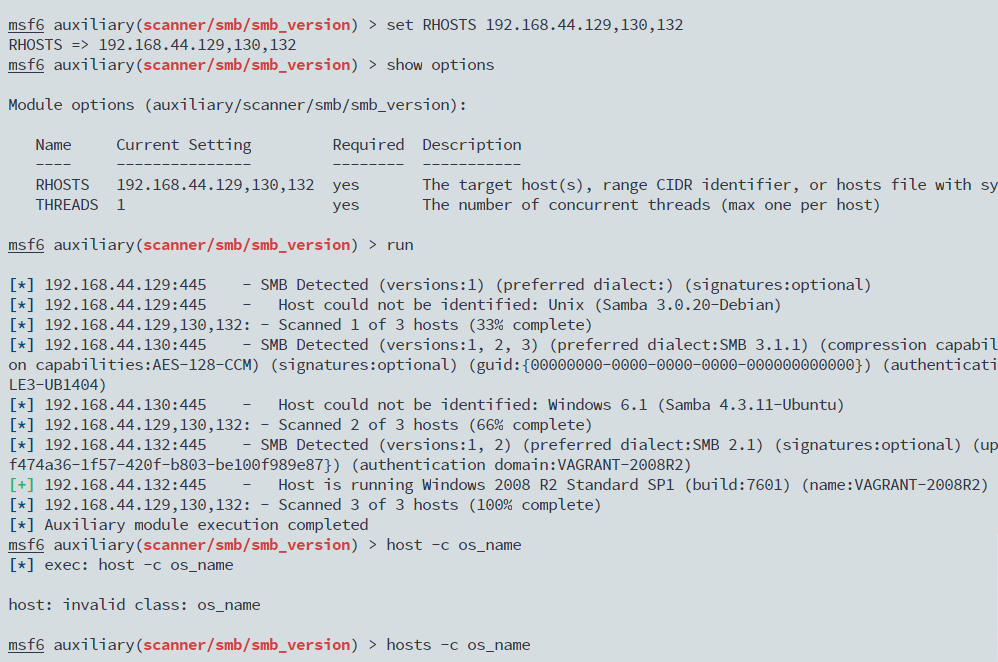 msf6 auxiliary(scanner/smb/smb_version) > set RHOSTS 192.168.44.129,130,132
RHOSTS => 192.168.44.129,130,132
msf6 auxiliary(scanner/smb/smb_version) > show options
Module options (auxiliary/scanner/smb/smb_version):
Name Current Setting Required Description
---- --------------- -------- -----------
RHOSTS 192.168.44.129,130,132 yes The target host(s), range CIDR identifier, or hosts file with sy
THREADS 1 yes The number of concurrent threads (max one per host)
msf6 auxiliary(scanner/smb/smb_version) > run
[*] 192.168.44.129:445 - SMB Detected (versions:1) (preferred dialect:) (signatures:optional)
[*] 192.168.44.129:445 - Host could not be identified: Unix (Samba 3.0.20-Debian)
[*] 192.168.44.129,130,132: - Scanned 1 of 3 hosts (33% complete)
[*] 192.168.44.130:445 - SMB Detected (versions:1, 2, 3) (preferred dialect:SMB 3.1.1) (compression capabil
on capabilities:AES-128-CCM) (signatures:optional) (guid:{00000000-0000-0000-0000-000000000000}) (authenticati
LE3-UB1404)
[*] 192.168.44.130:445 - Host could not be identified: Windows 6.1 (Samba 4.3.11-Ubuntu)
[*] 192.168.44.129,130,132: - Scanned 2 of 3 hosts (66% complete)
[*] 192.168.44.132:445 - SMB Detected (versions:1, 2) (preferred dialect:SMB 2.1) (signatures:optional) (up
f474a36-1f57-420f-b803-be100f989e87}) (authentication domain:VAGRANT-2008R2)
[+] 192.168.44.132:445 - Host is running Windows 2008 R2 Standard SP1 (build:7601) (name:VAGRANT-2008R2)
[*] 192.168.44.129,130,132: - Scanned 3 of 3 hosts (100% complete)
[*] Auxiliary module execution completed
msf6 auxiliary(scanner/smb/smb_version) > host -c os_name
[*] exec: host -c os_name
host: invalid class: os_name
msf6 auxiliary(scanner/smb/smb_version) > hosts -c os_name